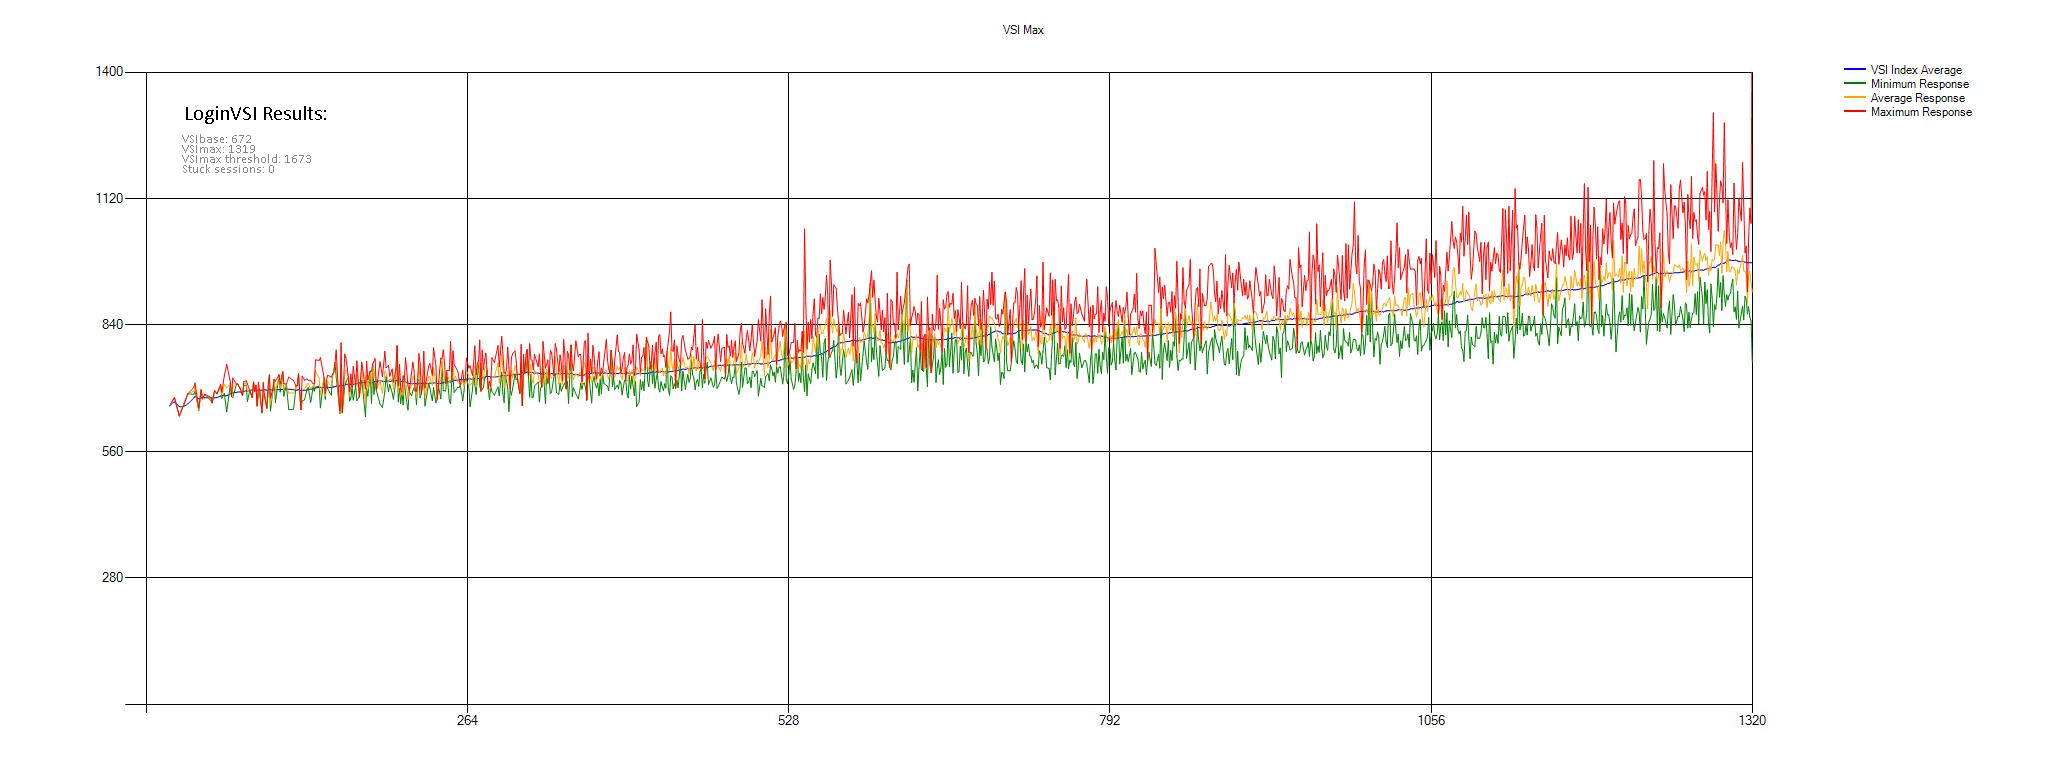 VSI Max
1400
VSI Index Average
Minimum Response
Average Response
Maximum Response
LoginVSI Results:
VSIbase: 672
VSImax: 1319
VSImax threshold: 1673
Stuck sessions: 0
1120
840
560
280
264
528
792
1056
1320